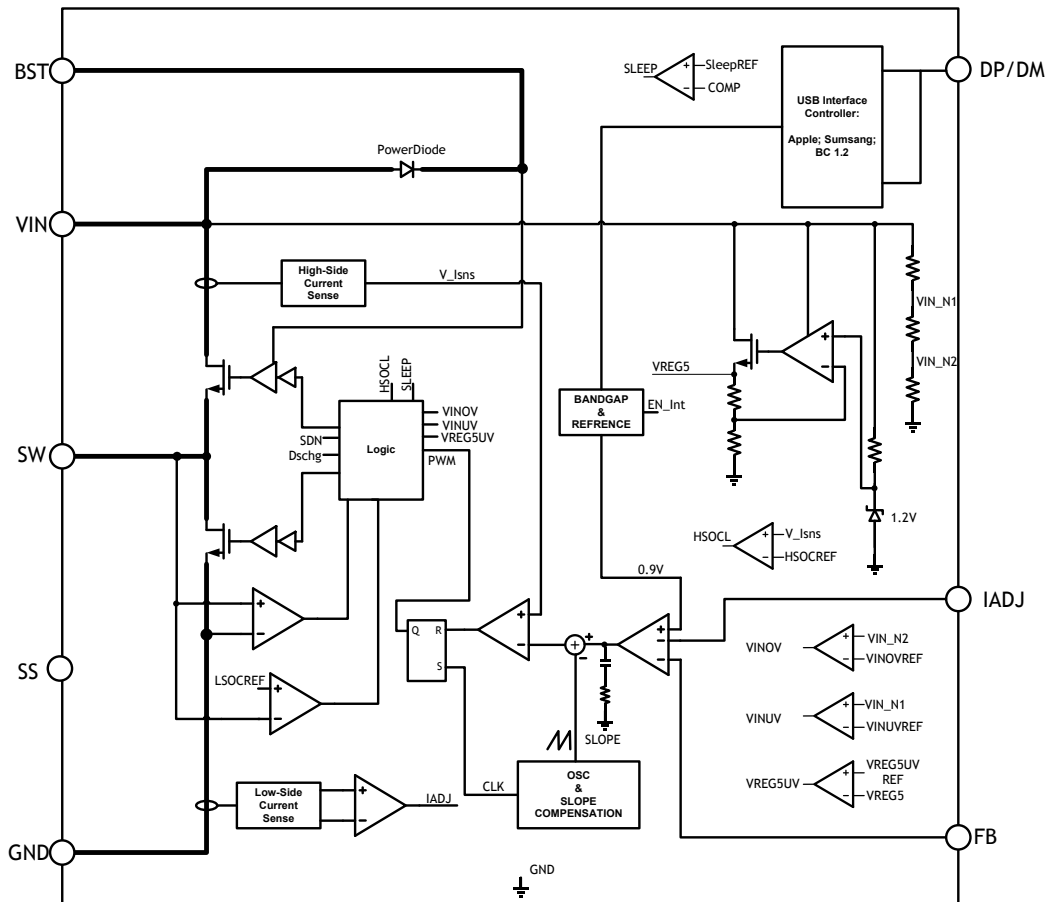 BST
DP/DM
SLEEP
+
SleepREF
−
COMP
USB Interface
Controller:
Apple; Sumsang;
BC 1.2
PowerDiode
VIN
High-Side
Current
Sense
V_Isns
VIN_N1
VIN_N2
+
−
VREG5
HSOCL
SLEEP
BANDGAP
&
REFRENCE
EN_Int
VINOV
VINUV
VREG5UV
PWM
SDN
Dschg
Logic
SW
1.2V
HSOCL
+
V_Isns
−
HSOCREF
0.9V
IADJ
+
−
Q
R
S
+
−
+
+
−
+
−
−
VINOV
+
VIN_N2
−
VINOVREF
SS
LSOCREF
+
−
SLOPE
VINUV
+
VIN_N1
−
VINUVREF
OSC
&
SLOPE
COMPENSATION
CLK
Low-Side
Current
Sense
+
−
IADJ
VREG5UV
+
VREG5UV
REF
−
VREG5
FB
GND
GND